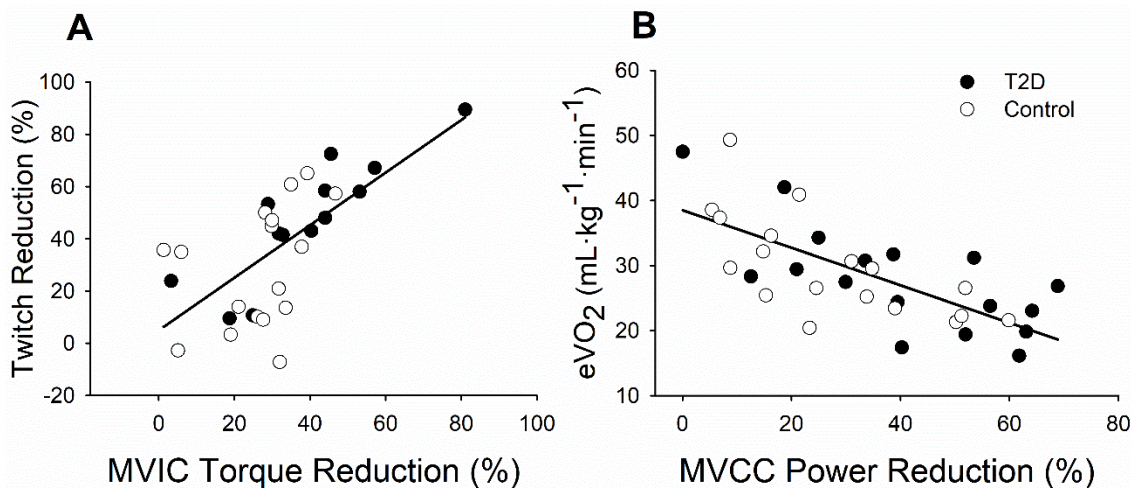 A
Twitch Reduction (%)
100
80
60
40
20
0
-20
0 20 40 60 80 100
MVIC Torque Reduction (%)
B
eVO2 (mL·kg-1·min-1)
60
50
40
30
20
10
T2D
Control
0 20 40 60 80
MVCC Power Reduction (%)